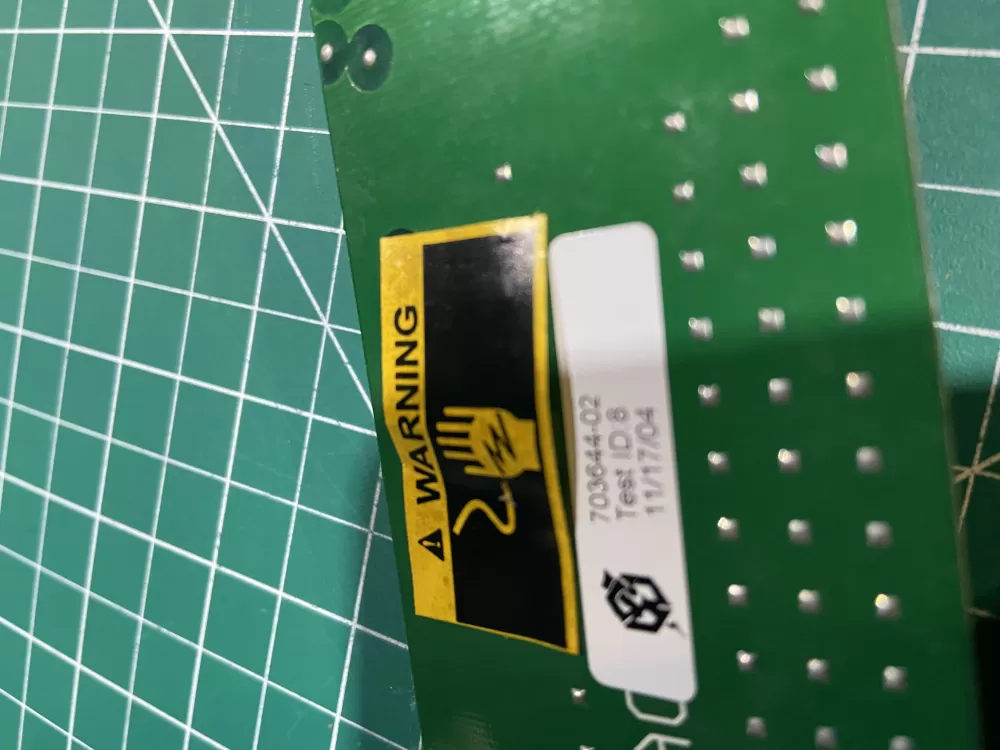 WARNING
703644-02
Test ID 8
11/17/04